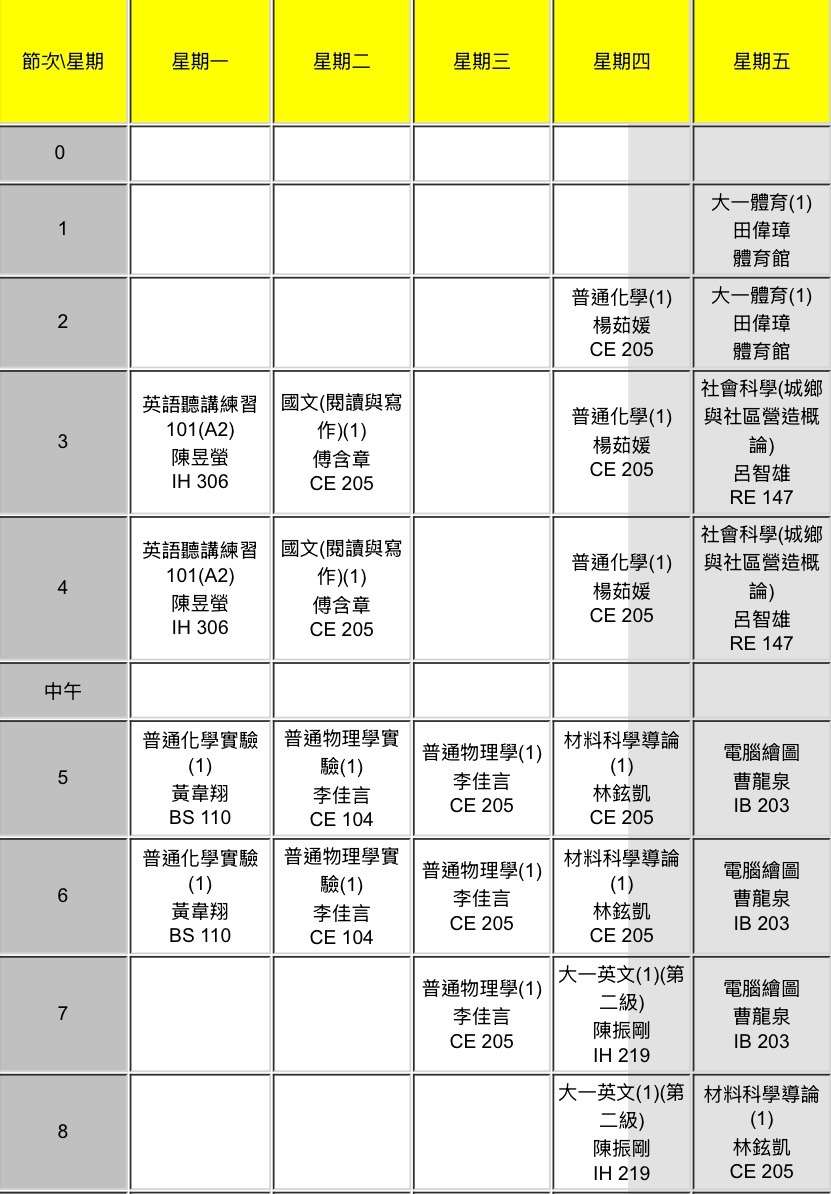 節次\星期 星期一 星期二 星期三 星期四 星期五
0
1
大一體育(1)
田偉璋
體育館
2
普通化學(1)
楊茹媛
CE 205
大一體育(1)
田偉璋
體育館
3
英語聽講練習
101(A2)
陳昱螢
IH 306
國文(閱讀與寫
作)(1)
傅含章
CE 205
普通化學(1)
楊茹媛
CE 205
社會科學(城鄉
與社區營造概
論)
呂智雄
RE 147
4
英語聽講練習
101(A2)
陳昱螢
IH 306
國文(閱讀與寫
作)(1)
傅含章
CE 205
普通化學(1)
楊茹媛
CE 205
社會科學(城鄉
與社區營造概
論)
呂智雄
RE 147
中午
5
普通化學實驗
(1)
黃韋翔
BS 110
普通物理學實
驗(1)
李佳言
CE 104
普通物理學(1)
李佳言
CE 205
材料科學導論
(1)
林鉉凱
CE 205
電腦繪圖
曹龍泉
IB 203
6
普通化學實驗
(1)
黃韋翔
BS 110
普通物理學實
驗(1)
李佳言
CE 104
普通物理學(1)
李佳言
CE 205
材料科學導論
(1)
林鉉凱
CE 205
電腦繪圖
曹龍泉
IB 203
7
普通物理學(1)
李佳言
CE 205
大一英文(1)(第
二級)
陳振剛
IH 219
電腦繪圖
曹龍泉
IB 203
8
大一英文(1)(第
二級)
陳振剛
IH 219
材料科學導論
(1)
林鉉凱
CE 205